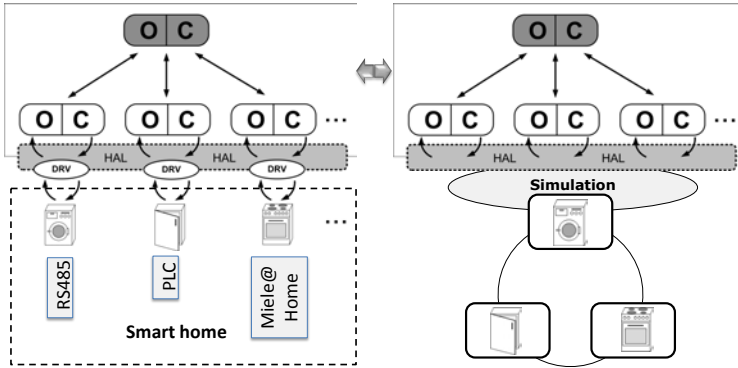 O C
O C
O C O C O C ...
O C O C O C ...
HAL HAL
HAL HAL
DRV DRV DRV
Simulation
...
RS485
PLC
Miele@
Home
Smart home